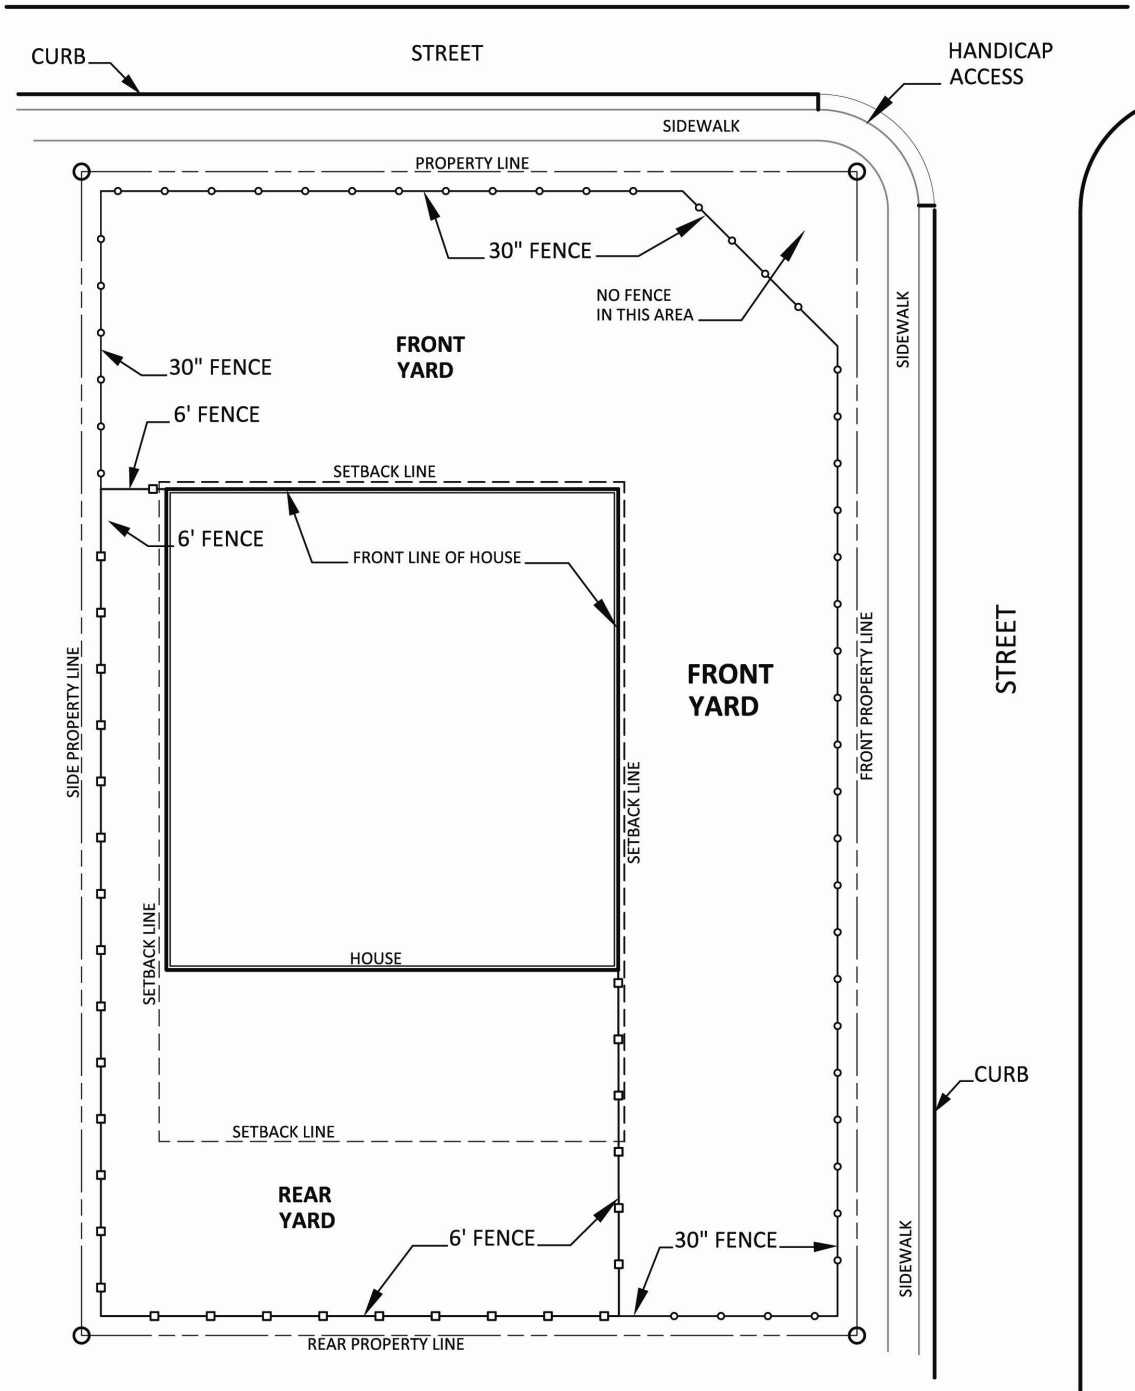 STREET
CURB
HANDICAP
ACCESS
SIDEWALK
PROPERTY LINE
30" FENCE
NO FENCE
IN THIS AREA
SIDEWALK
FRONT
YARD
30" FENCE
6' FENCE
SETBACK LINE
6' FENCE
FRONT LINE OF HOUSE
STREET
FRONT PROPERTY LINE
SIDE PROPERTY LINE
FRONT
YARD
SETBACK LINE
SETBACK LINE
HOUSE
CURB
SETBACK LINE
REAR
YARD
6' FENCE
30" FENCE
SIDEWALK
REAR PROPERTY LINE